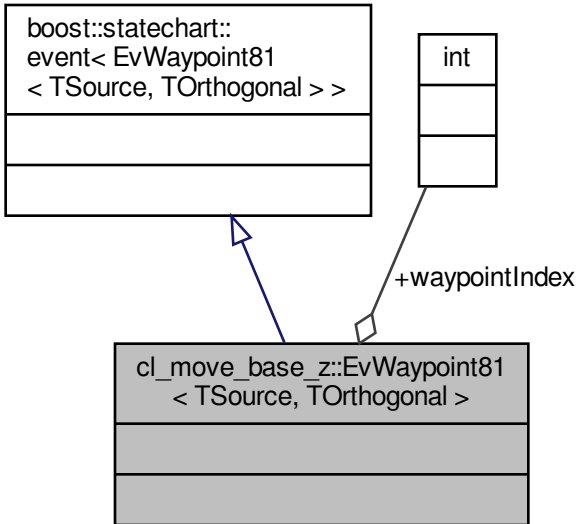 boost::statechart::
event< EvWaypoint81
< TSource, TOrthogonal > >
int
+waypointIndex
cl_move_base_z::EvWaypoint81
< TSource, TOrthogonal >